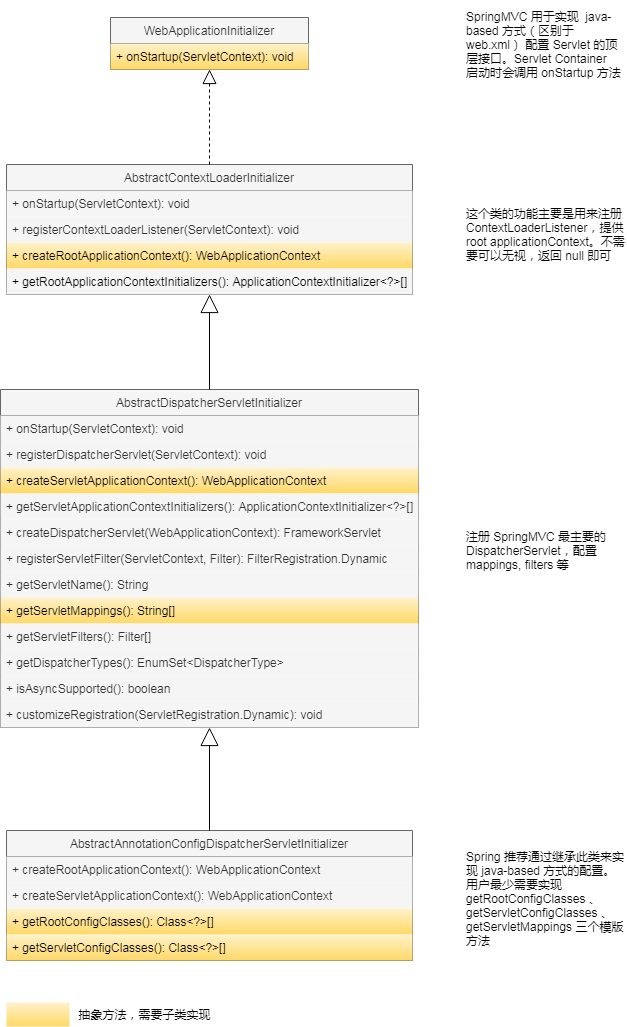 WebApplicationInitializer
+ onStartup(ServletContext): void
SpringMVC 用于实现 java-
based 方式（区别于
web.xml） 配置 Servlet 的顶
层接口。Servlet Container
启动时会调用 onStartup 方法
AbstractContextLoaderInitializer
+ onStartup(ServletContext): void
+ registerContextLoaderListener(ServletContext): void
+ createRootApplicationContext(): WebApplicationContext
+ getRootApplicationContextInitializers(): ApplicationContextInitializer<?>[]
这个类的功能主要是用来注册
ContextLoaderListener，提供
root applicationContext。不需
要可以无视，返回 null 即可
AbstractDispatcherServletInitializer
+ onStartup(ServletContext): void
+ registerDispatcherServlet(ServletContext): void
+ createServletApplicationContext(): WebApplicationContext
+ getServletApplicationContextInitializers(): ApplicationContextInitializer<?>[]
+ createDispatcherServlet(WebApplicationContext): FrameworkServlet
+ registerServletFilter(ServletContext, Filter): FilterRegistration.Dynamic
+ getServletName(): String
+ getServletMappings(): String[]
+ getServletFilters(): Filter[]
+ getDispatcherTypes(): EnumSet<DispatcherType>
+ isAsyncSupported(): boolean
+ customizeRegistration(ServletRegistration.Dynamic): void
注册 SpringMVC 最主要的
DispatcherServlet，配置
mappings, filters 等
AbstractAnnotationConfigDispatcherServletInitializer
+ createRootApplicationContext(): WebApplicationContext
+ createServletApplicationContext(): WebApplicationContext
+ getRootConfigClasses(): Class<?>[]
+ getServletConfigClasses(): Class<?>[]
Spring 推荐通过继承此类来实
现 java-based 方式的配置。
用户最少需要实现
getRootConfigClasses 、
getServletConfigClasses 、
getServletMappings 三个模版
方法
抽象方法，需要子类实现